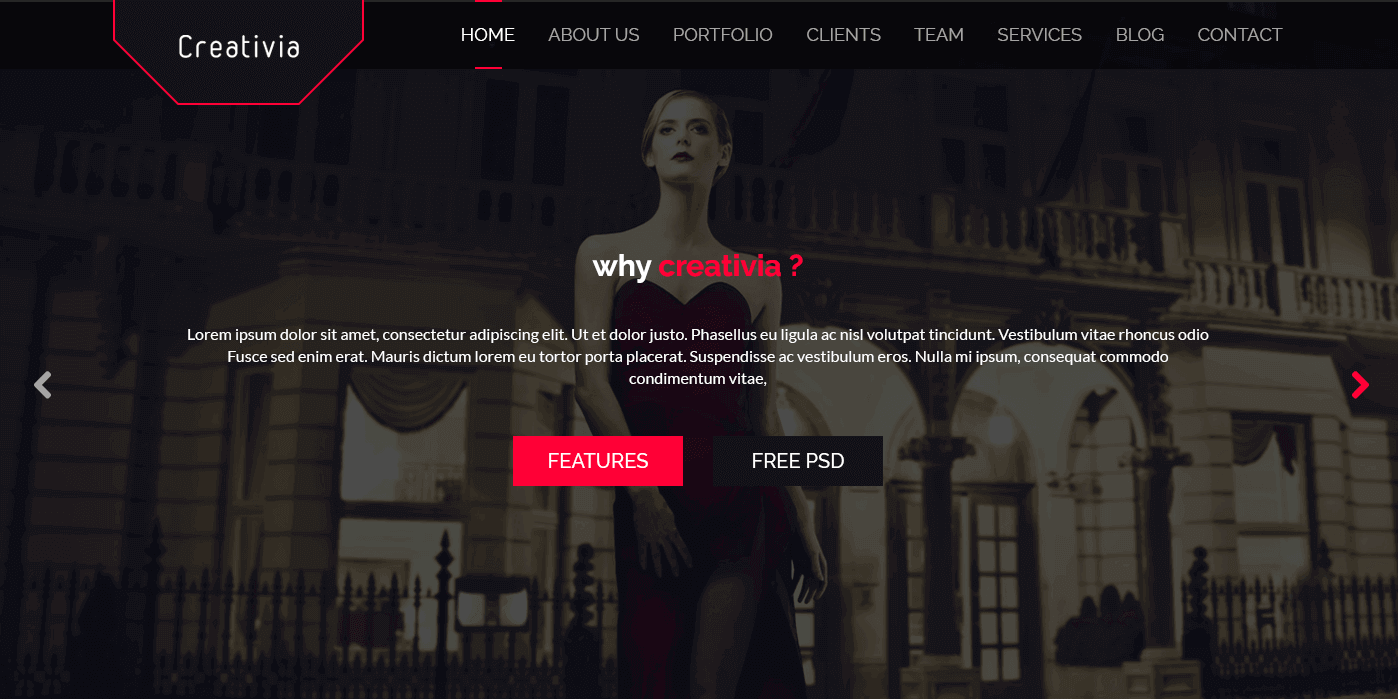 Creativia
HOME ABOUT US PORTFOLIO CLIENTS TEAM SERVICES BLOG CONTACT
why creativia ?
Lorem ipsum dolor sit amet, consectetur adipiscing elit. Ut et dolor justo. Phasellus eu ligula ac nisl volutpat tincidunt. Vestibulum vitae rhoncus odio
Fusce sed enim erat. Mauris dictum lorem eu tortor porta placerat. Suspendisse ac vestibulum eros. Nulla mi ipsum, consequat commodo
condimentum vitae,
FEATURES FREE PSD